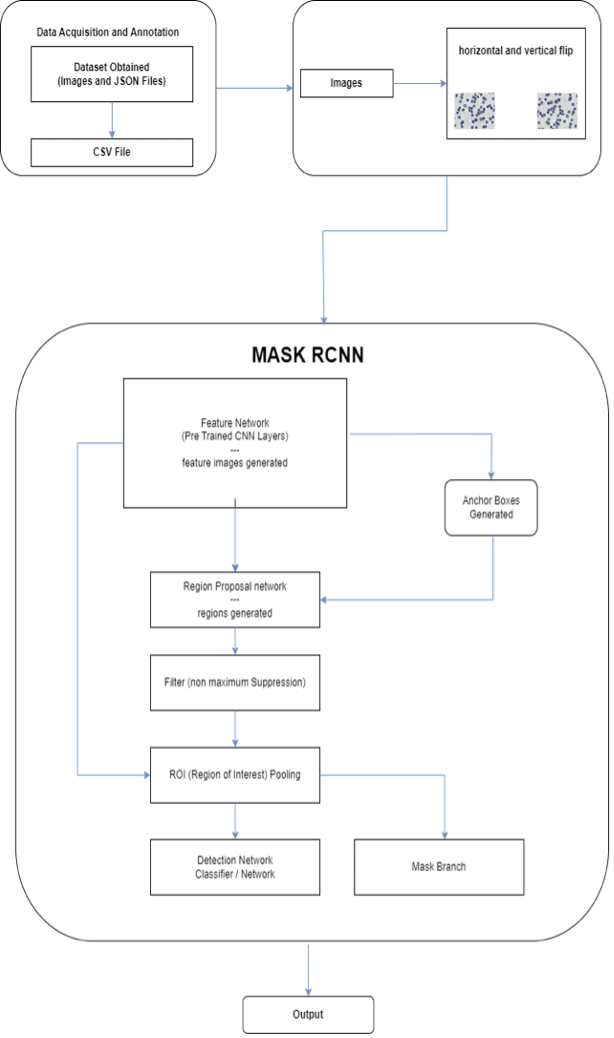 Data Acquisition and Annotation
Dataset Obtained
(Images and JSON Files)
CSV File
Images
horizontal and vertical flip
MASK RCNN
Feature Network
(Pre Trained CNN Layers)
---
feature images generated
Anchor Boxes
Generated
Region Proposal network
---
regions generated
Filter (non maximum Suppression)
ROI (Region of Interest) Pooling
Detection Network
Classifier / Network
Mask Branch
Output